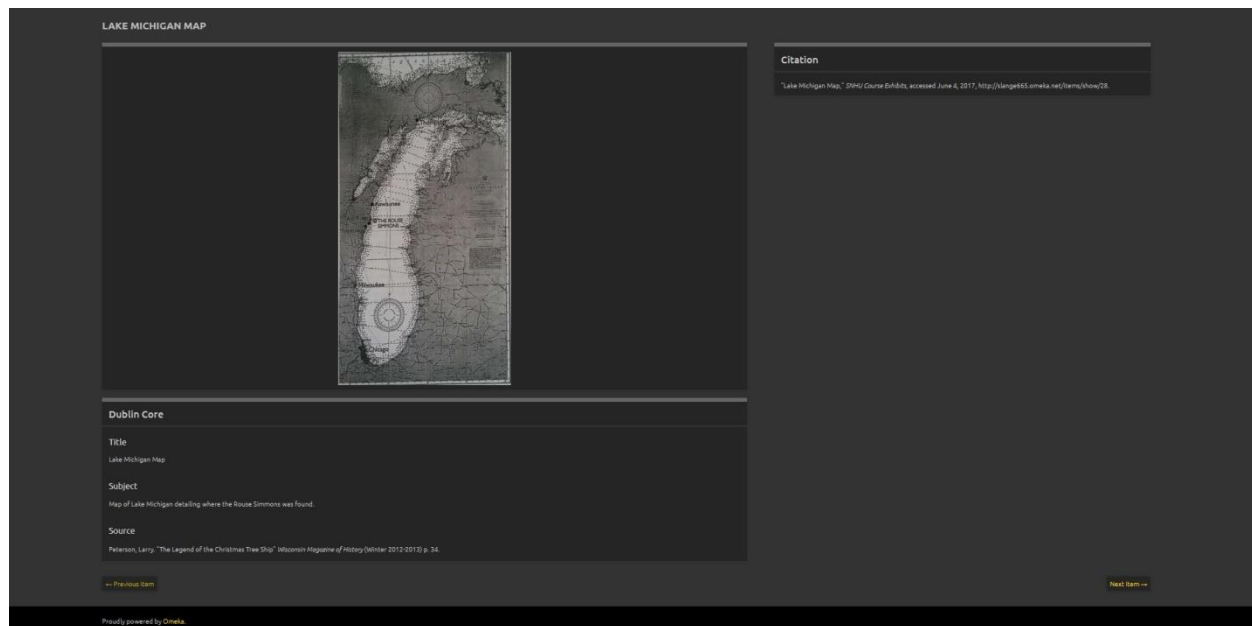 LAKE MICHIGAN MAP
Kewaunee
THE ROUSE
SIMMONS
Milwaukee
Chicago
Citation
"Lake Michigan Map," SNHU Course Exhibits, accessed June 4, 2017, http://slange665.omeka.net/items/show/28.
Dublin Core
Title
Lake Michigan Map
Subject
Map of Lake Michigan detailing where the Rouse Simmons was found.
Source
Peterson, Larry. "The Legend of the Christmas Tree Ship" Wisconsin Magazine of History (Winter 2012-2013) p. 34.
← Previous Item
Next Item →
Proudly powered by Omeka.